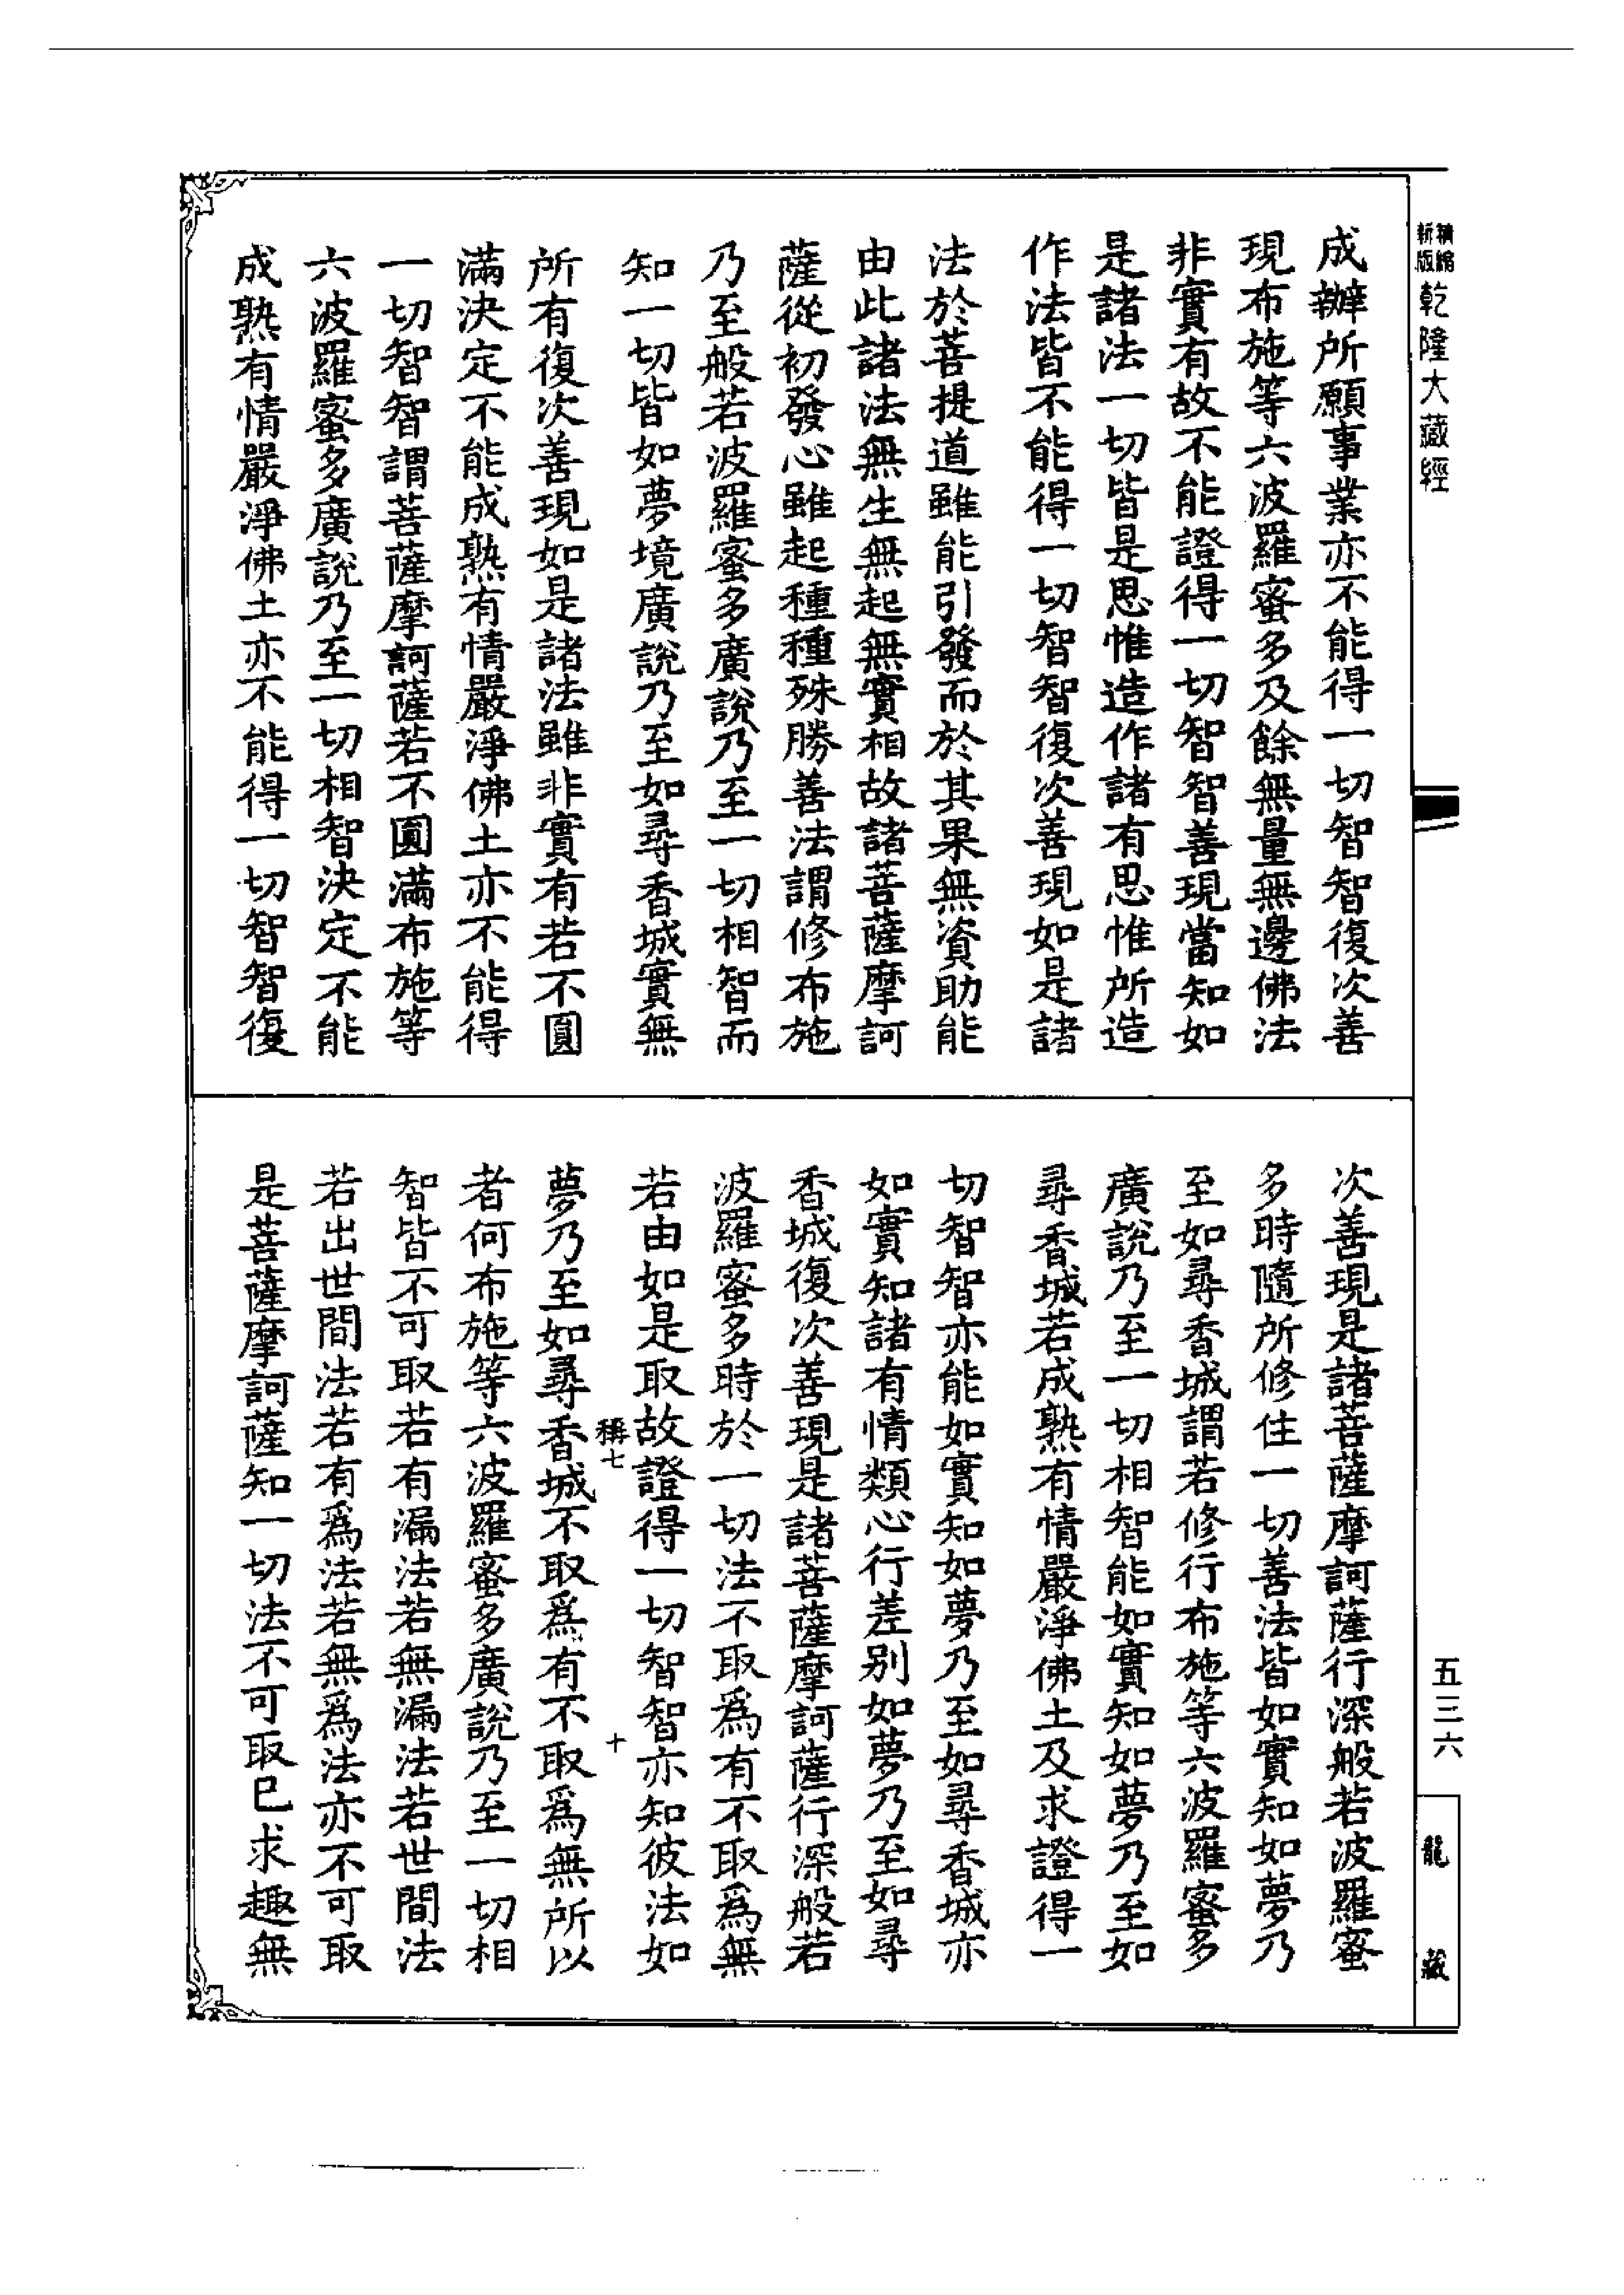 新版
精縮
乾隆大藏經
成辦所願事業亦不能得一切智智復次善
現布施等六波羅蜜多及餘無量無邊佛法
非實有故不能證得一切智智善現當知如
是諸法一切皆是思惟造作諸有思惟所造
作法皆不能得一切智智復次善現如是諸
法於菩提道雖能引發而於其果無資助能
由此諸法無生無起無實相故諸菩薩摩訶
薩從初發心雖起種種殊勝善法謂修布施
乃至般若波羅蜜多廣說乃至一切相智而
知一切皆如夢境廣說乃至如尋香城實無
所有復次善現如是諸法雖非實有若不圓
滿決定不能成熟有情嚴淨佛土亦不能得
一切智智謂菩薩摩訶薩若不圓滿布施等
六波羅蜜多廣說乃至一切相智決定不能
成熟有情嚴淨佛土亦不能得一切智智復
次善現是諸菩薩摩訶薩行深般若波羅蜜
多時隨所修住一切善法皆如實知如夢乃
至如尋香城謂若修行布施等六波羅蜜多
廣說乃至一切相智能如實知如夢乃至如
尋香城若成熟有情嚴淨佛土及求證得一
切智智亦能如實知如夢乃至如尋香城亦
如實知諸有情類心行差別如夢乃至如尋
香城復次善現是諸菩薩摩訶薩行深般若
波羅蜜多時於一切法不取爲有不取爲無
若由如是取故證得一切智智亦知彼法如
稱七
十
夢乃至如尋香城不取爲有不取爲無所以
者何布施等六波羅蜜多廣說乃至一切相
智皆不可取若有漏法若無漏法若世間法
若出世間法若有爲法若無爲法亦不可取
是菩薩摩訶薩知一切法不可取已求趣無
五三六
龍藏